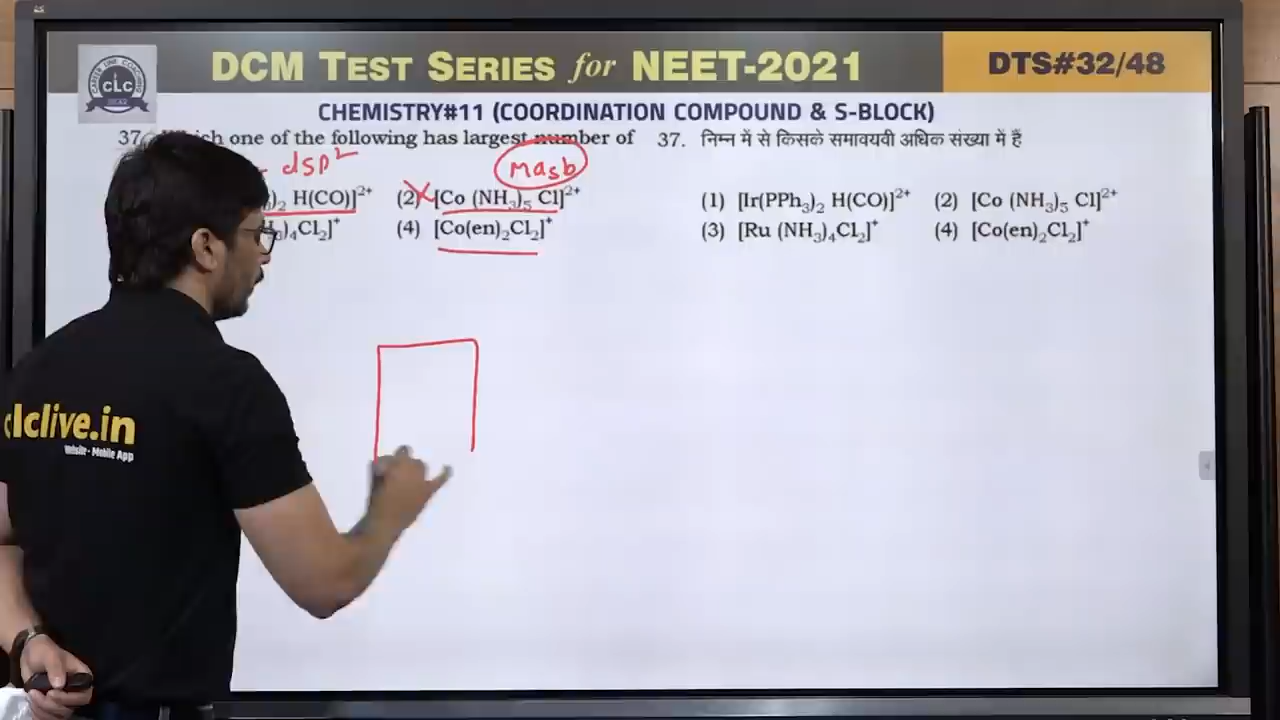 DCM TEST SERIES for NEET-2021
DTS#32/48
CLC
CHEMISTRY#11 (COORDINATION COMPOUND & S-BLOCK)
37. Which one of the following has largest number of
dsp²
ma₅b
H(CO)]²⁺ (2) [Co (NH₃)₅ Cl]²⁺
)₄Cl₂]⁺ (4) [Co(en)₂Cl₂]⁺
37. निम्न में से किसके समावयवी अधिक संख्या में हैं
(1) [Ir(PPh₃)₂ H(CO)]²⁺ (2) [Co (NH₃)₅ Cl]²⁺
(3) [Ru (NH₃)₄Cl₂]⁺ (4) [Co(en)₂Cl₂]⁺
clclive.in
Website - Mobile App